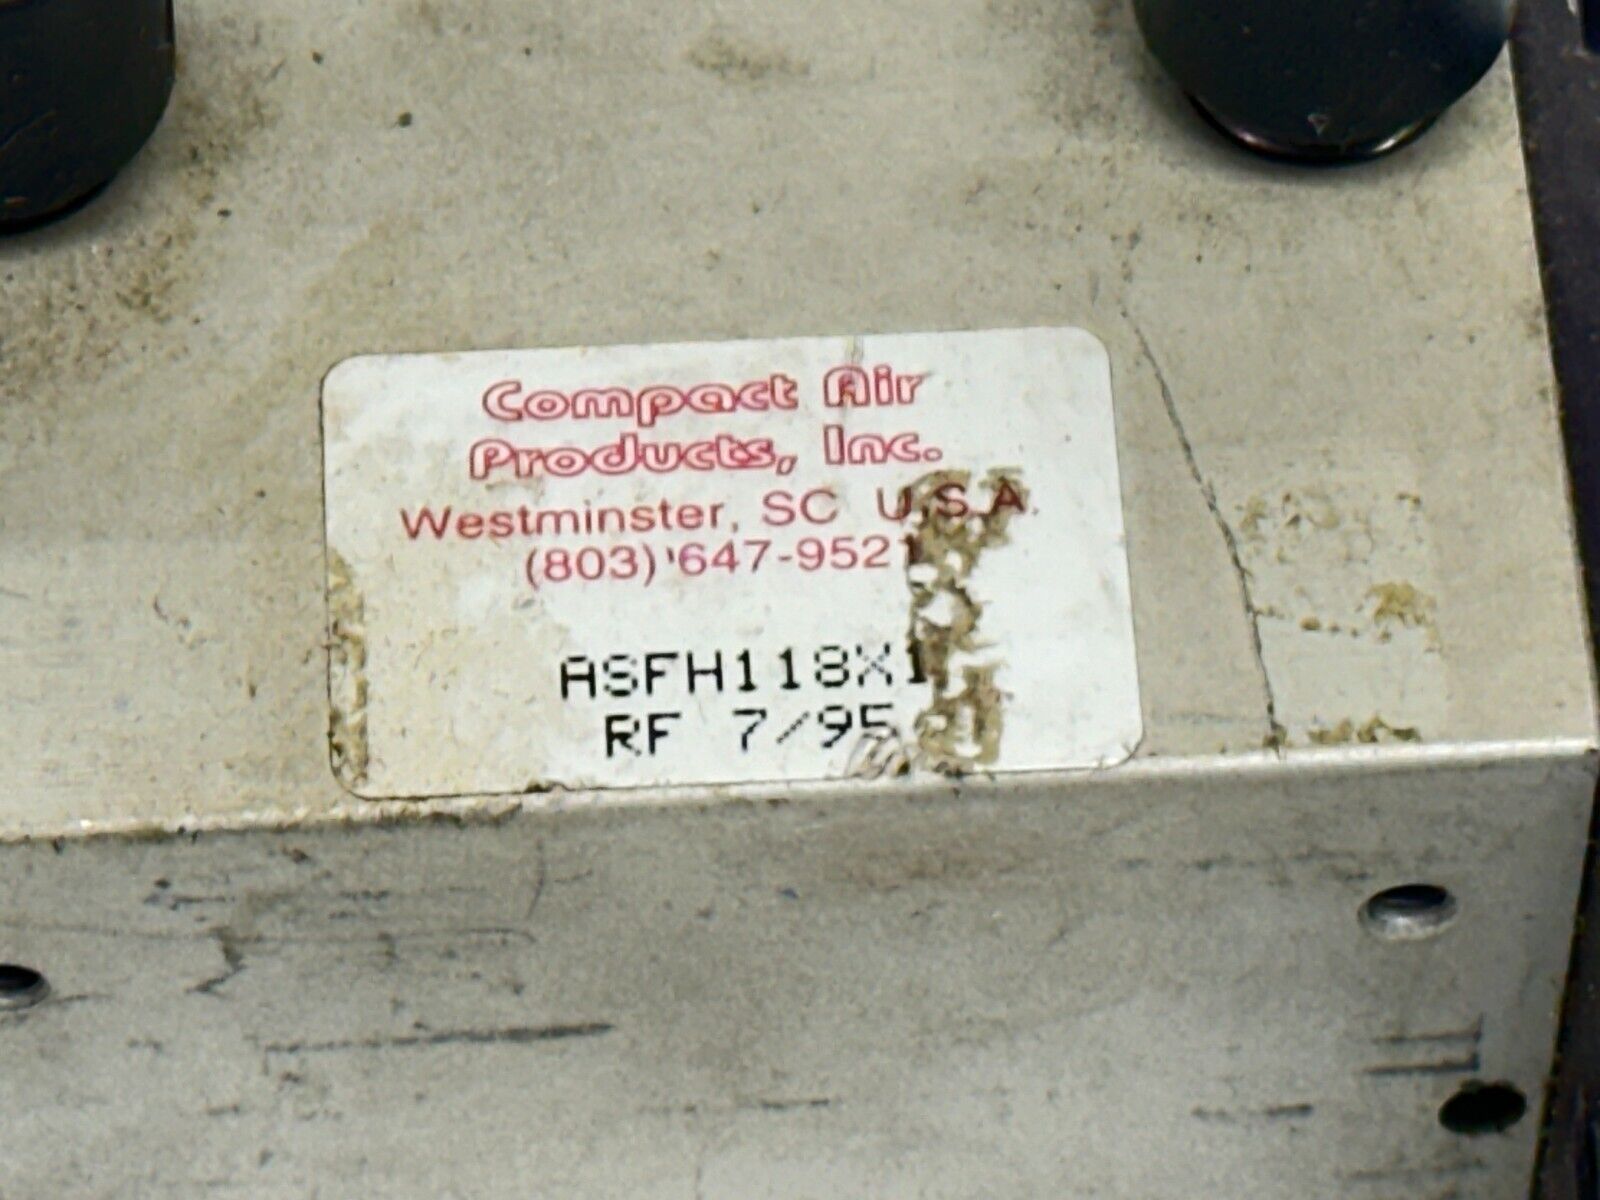 Compact Air
Products, Inc.
Westminster, SC U.S.A.
(803) 647-9521
ASFH118X1
RF 7/95